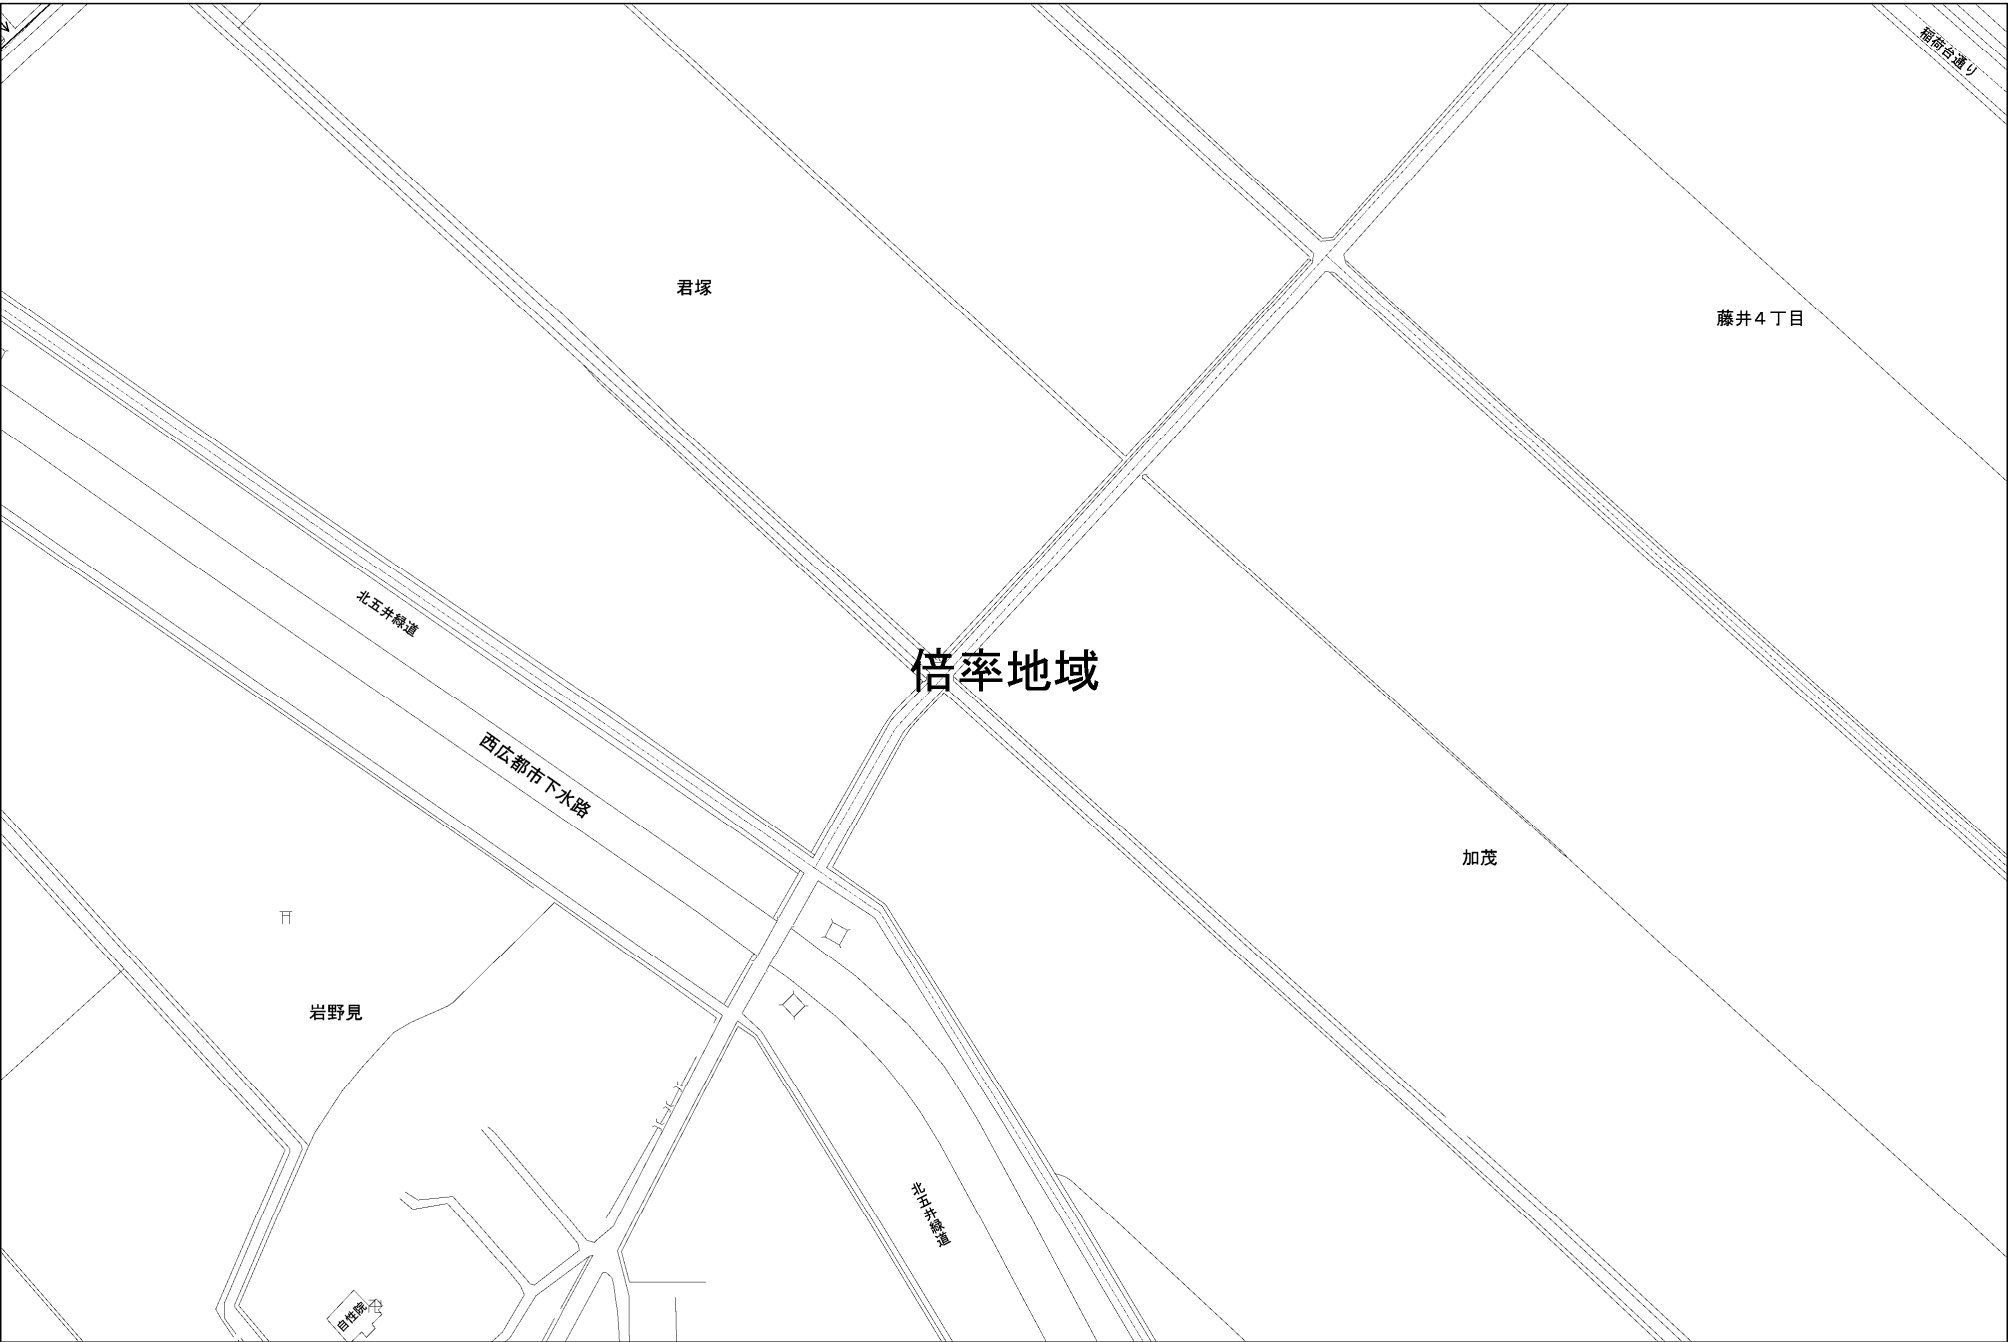 稲荷台通り
君塚
藤井4丁目
北五井緑道
倍率地域
西広都市下水路
加茂
岩野見
北五井緑道
自性院